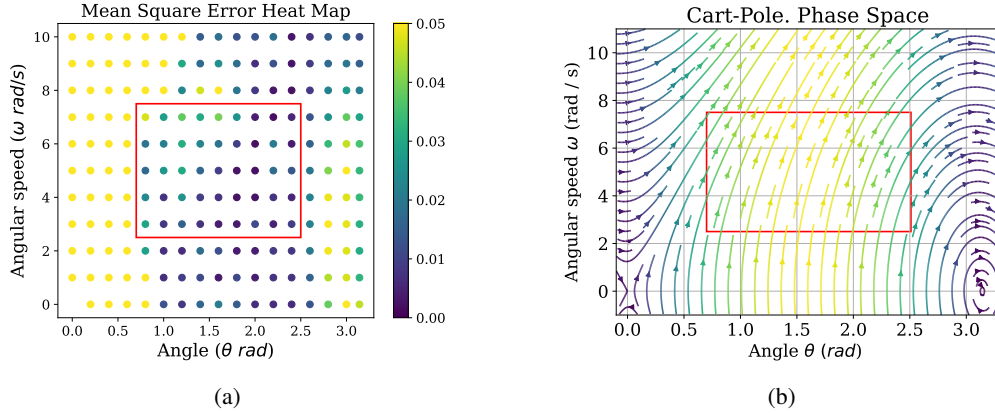 Mean Square Error Heat Map
10
8
6
4
2
0
Angular speed (ω rad/s)
0.0 0.5 1.0 1.5 2.0 2.5 3.0
Angle (θ rad)
0.05
0.04
0.03
0.02
0.01
0.00
(a)
Cart-Pole. Phase Space
10
8
6
4
2
0
Angular speed ω (rad / s)
0.0 0.5 1.0 1.5 2.0 2.5 3.0
Angle θ (rad)
(b)